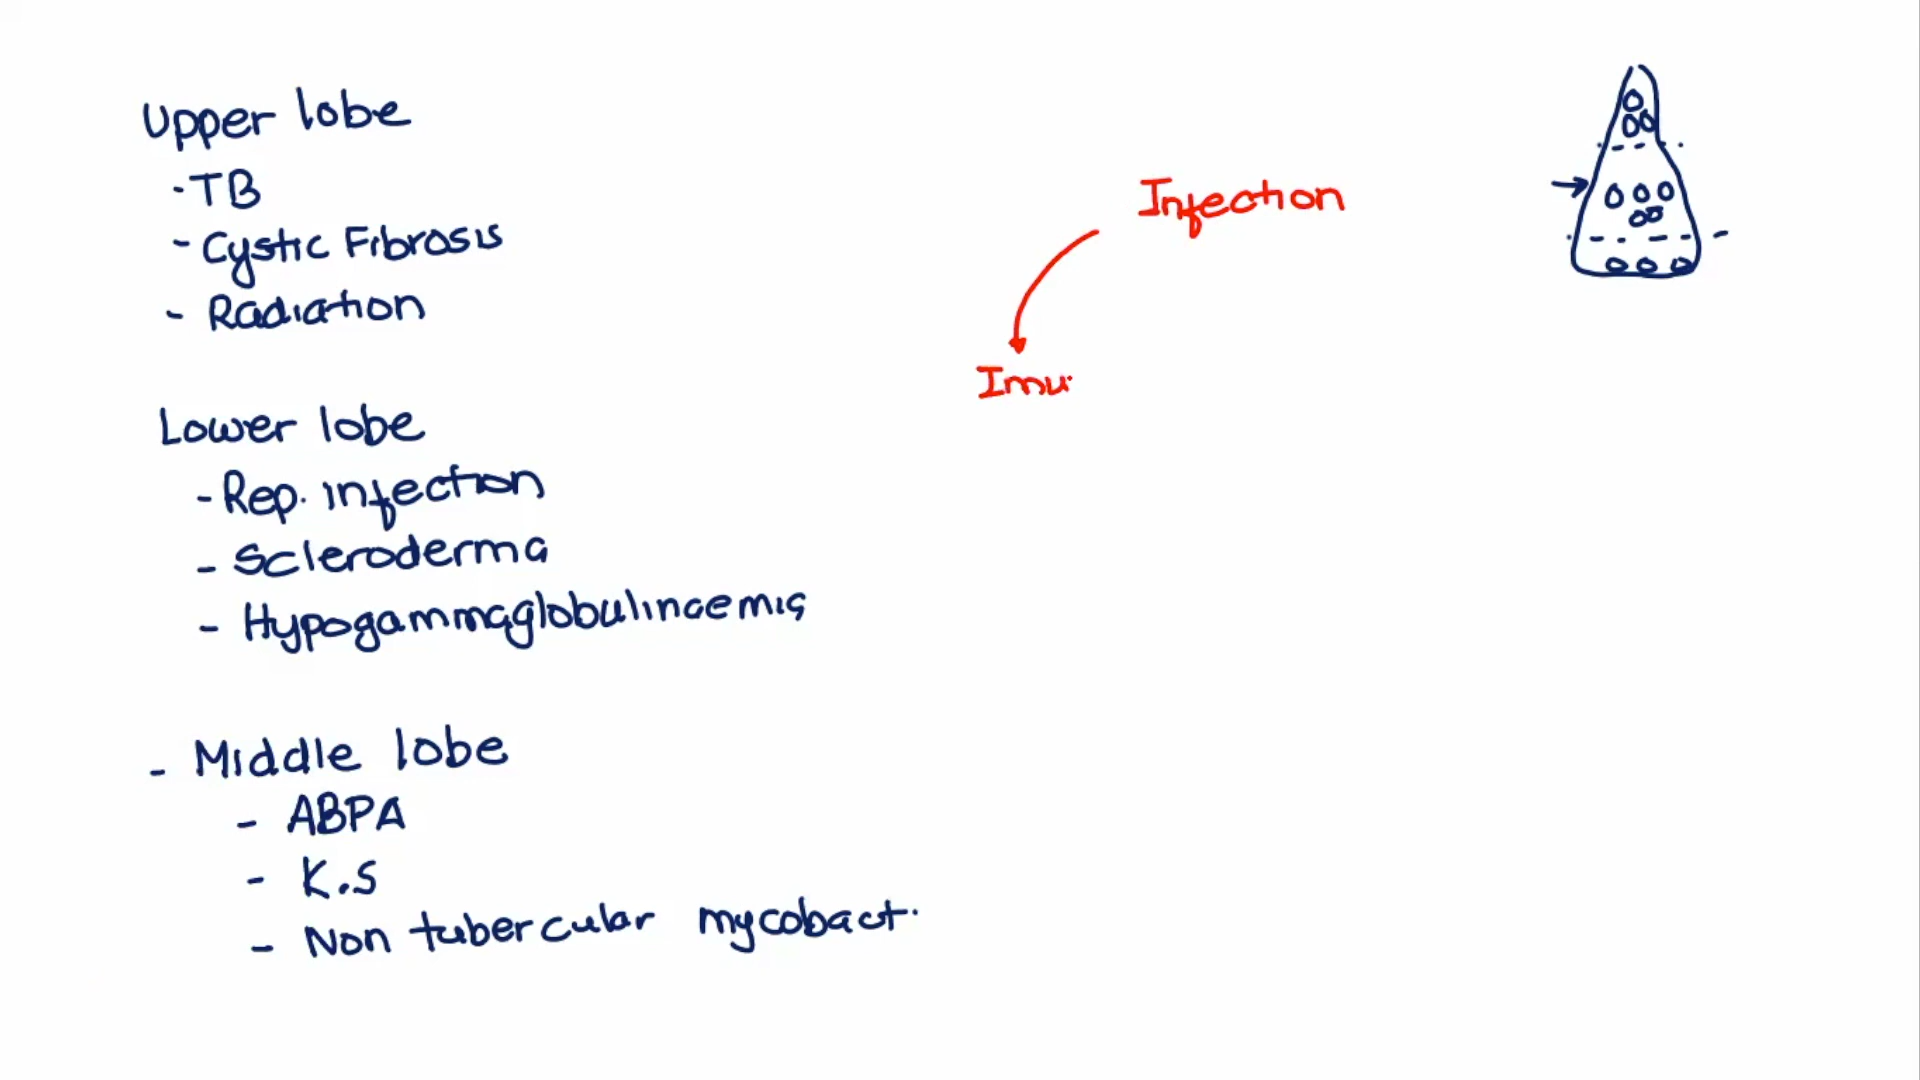 Upper lobe
- TB
- Cystic Fibrosis
- Radiation
Lower lobe
- Rep. infection
- Scleroderma
- Hypogammaglobulinaemia
- Middle lobe
- ABPA
- K.S
- Non tubercular mycobact.
Infection
Imu